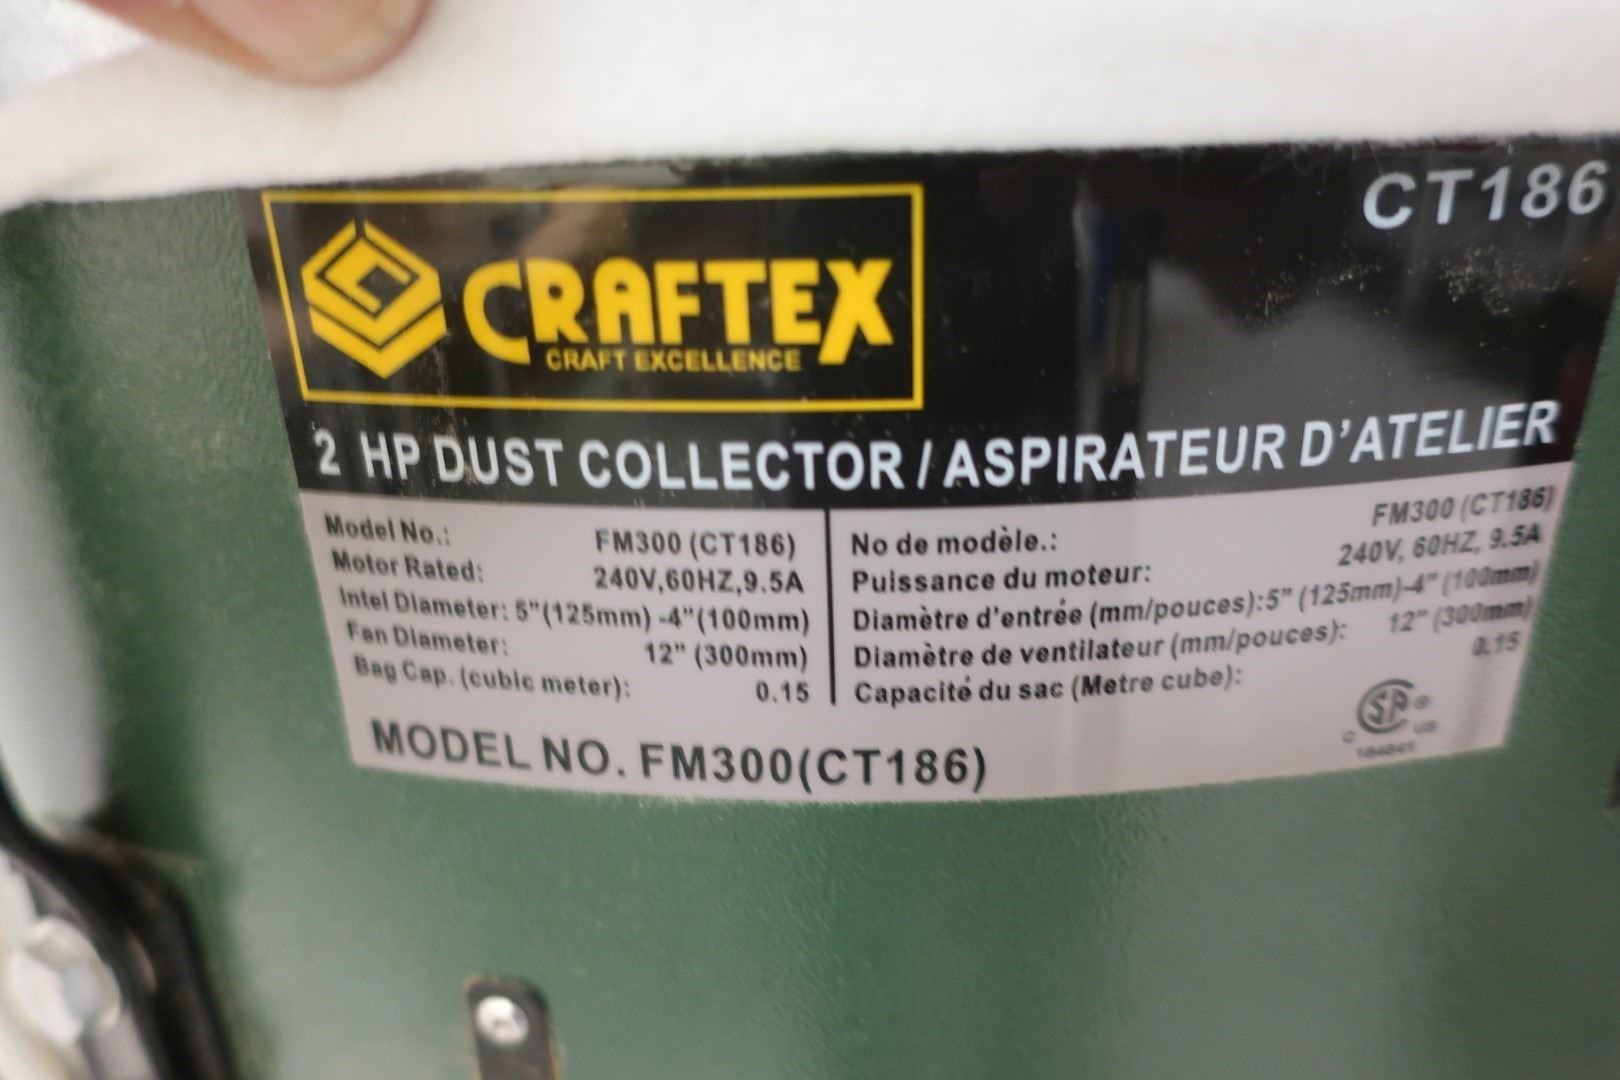 CT186
CRAFTEX
CRAFT EXCELLENCE
2 HP DUST COLLECTOR / ASPIRATEUR D'ATELIER
Model No.: FM300 (CT186)
Motor Rated: 240V,60HZ,9.5A
Intel Diameter: 5"(125mm) -4"(100mm)
Fan Diameter: 12" (300mm)
Bag Cap. (cubic meter): 0.15
No de modèle.: FM300 (CT186)
Puissance du moteur: 240V, 60HZ, 9.5A
Diamètre d'entrée (mm/pouces):5" (125mm)-4" (100mm)
Diamètre de ventilateur (mm/pouces): 12" (300mm)
Capacité du sac (Metre cube): 0.15
MODEL NO. FM300(CT186)
SA
C US